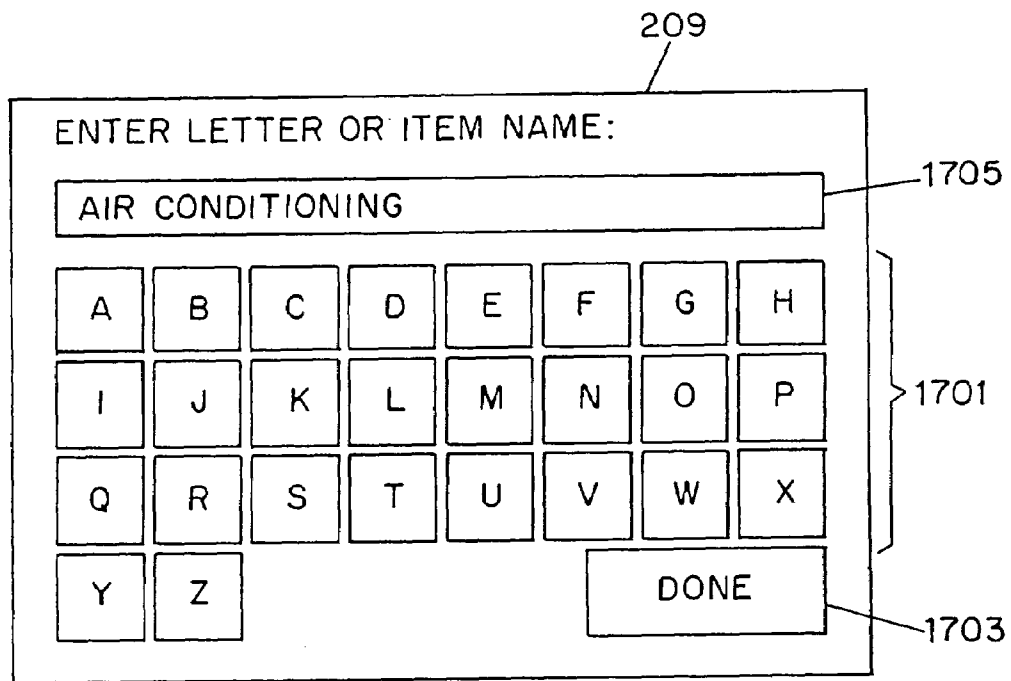 209
ENTER LETTER OR ITEM NAME:
AIR CONDITIONING
1705
A B C D E F G H
I J K L M N O P
1701
Q R S T U V W X
Y Z DONE
1703